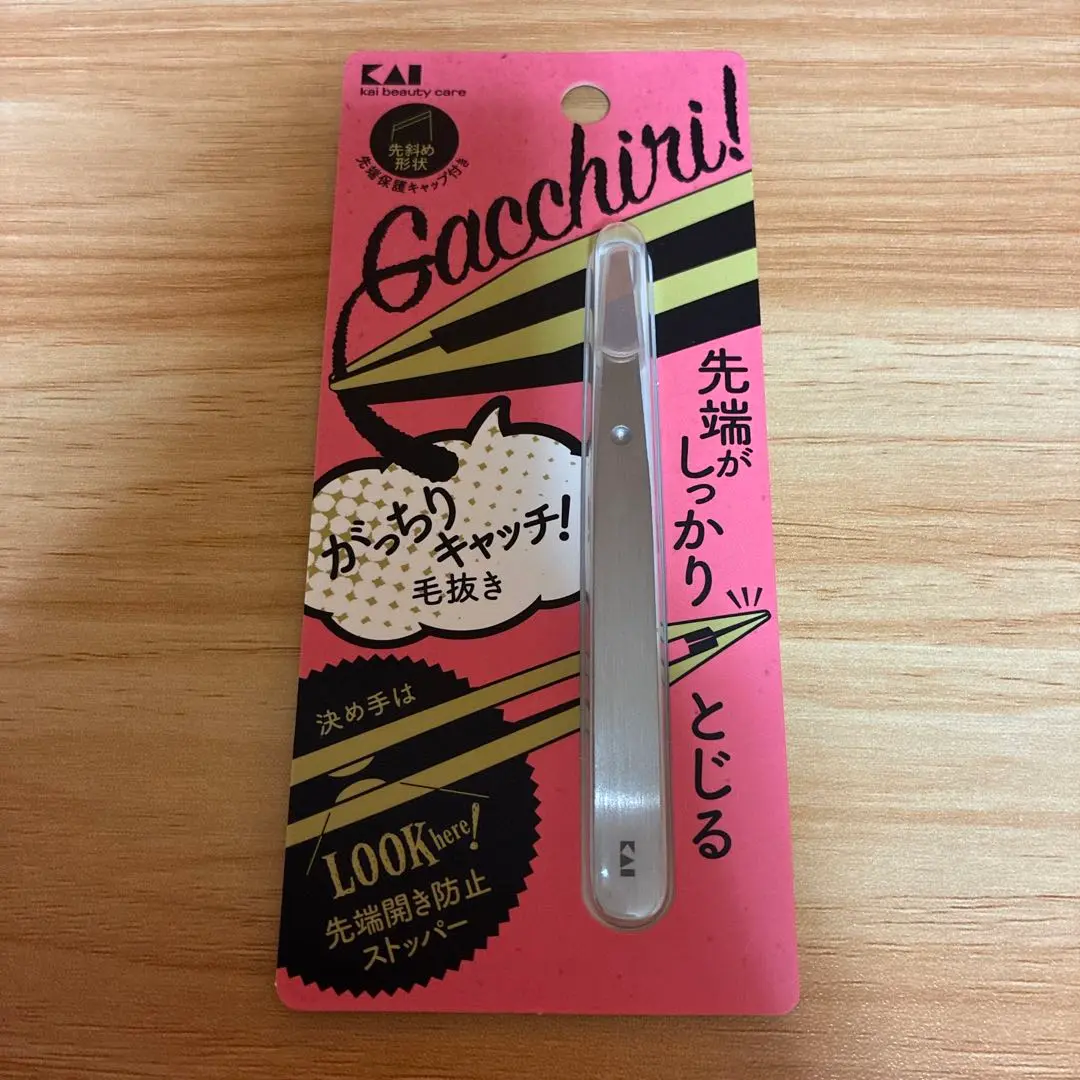 KAI
kai beauty care
先斜め
形状
先端保護キャップ付き
Gacchiri!
がっちり
キャッチ!
毛抜き
先端が
しっかり
とじる
決め手は
LOOK here!
先端開き防止
ストッパー
KAI